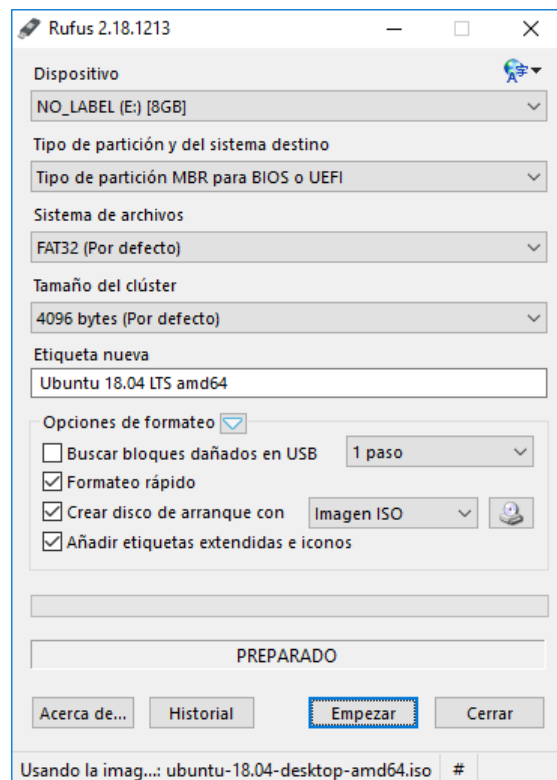 Rufus 2.18.1213
Dispositivo
NO_LABEL (E:) [8GB]
Tipo de partición y del sistema destino
Tipo de partición MBR para BIOS o UEFI
Sistema de archivos
FAT32 (Por defecto)
Tamaño del clúster
4096 bytes (Por defecto)
Etiqueta nueva
Ubuntu 18.04 LTS amd64
Opciones de formateo
Buscar bloques dañados en USB 1 paso
Formateo rápido
Crear disco de arranque con Imagen ISO
Añadir etiquetas extendidas e iconos
PREPARADO
Acerca de... Historial Empezar Cerrar
Usando la imag...: ubuntu-18.04-desktop-amd64.iso #